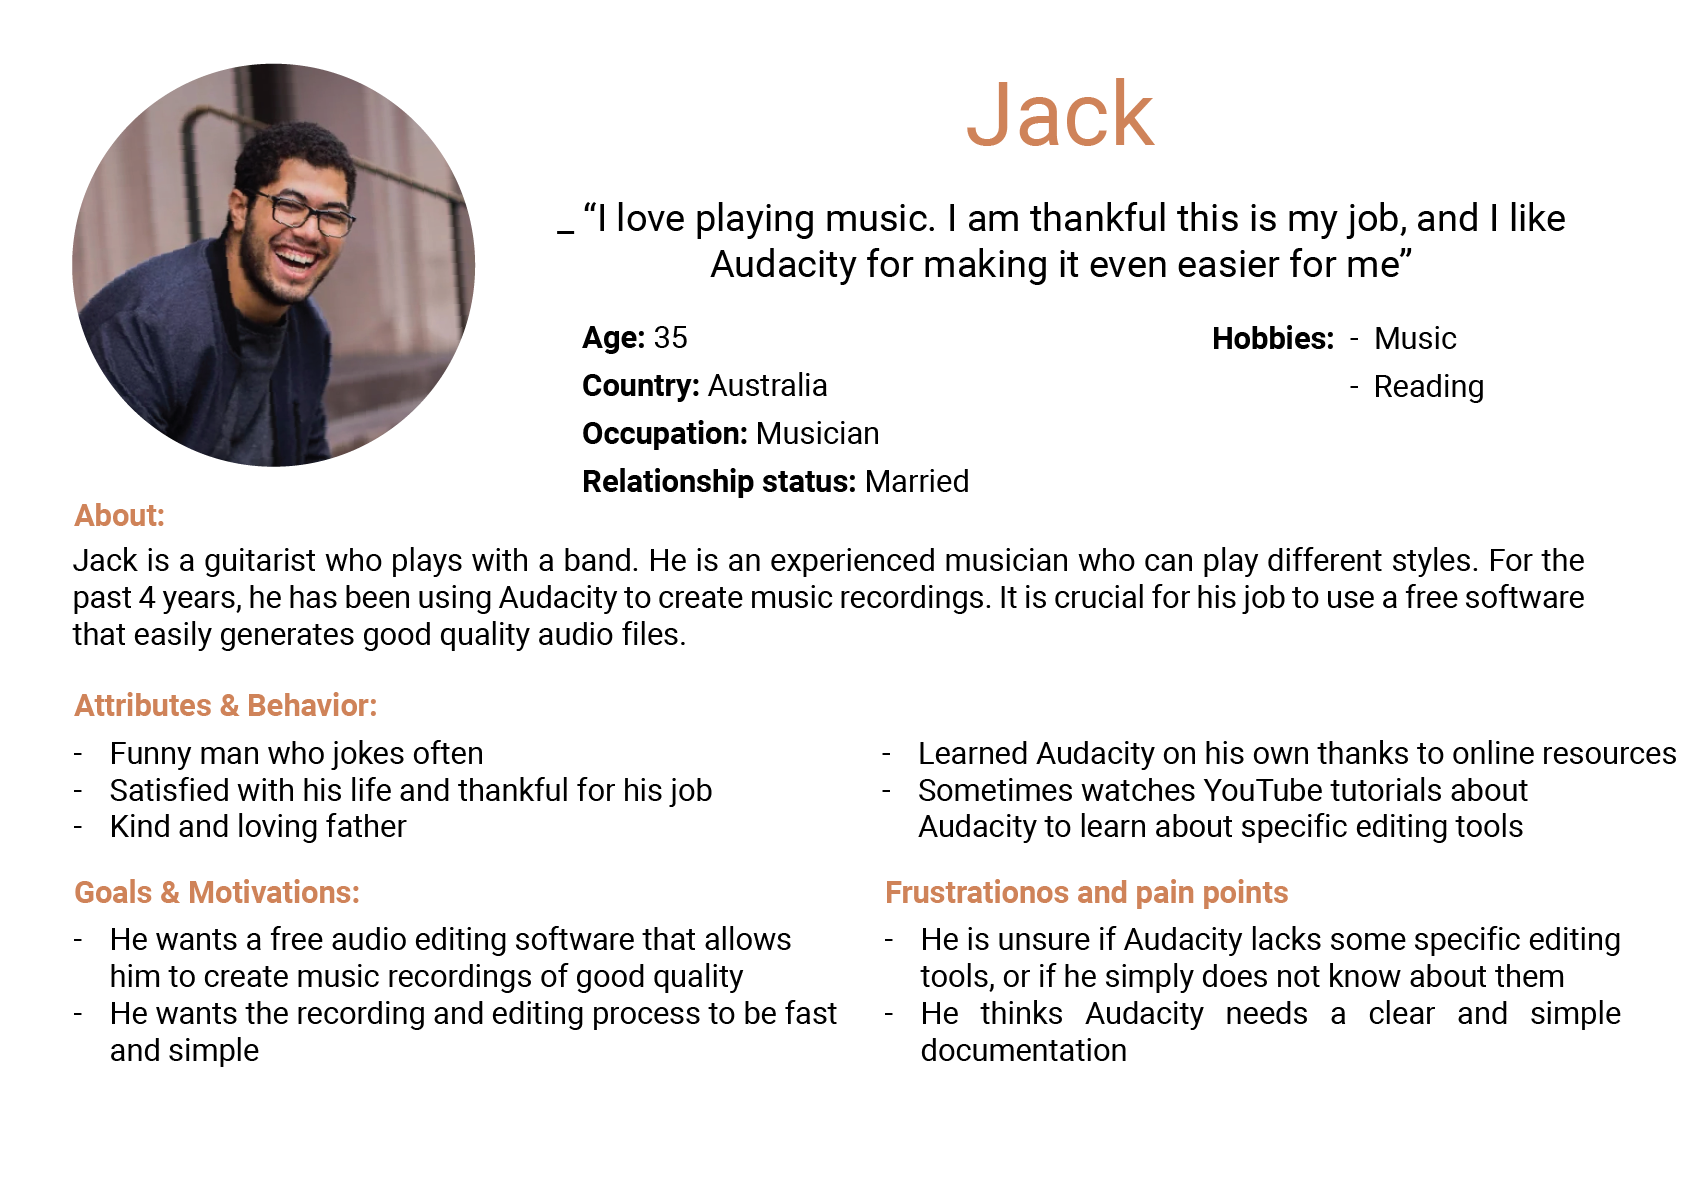 Jack
_ “I love playing music. I am thankful this is my job, and I like
Audacity for making it even easier for me”
Age: 35
Country: Australia
Occupation: Musician
Relationship status: Married
Hobbies: - Music
- Reading
About:
Jack is a guitarist who plays with a band. He is an experienced musician who can play different styles. For the
past 4 years, he has been using Audacity to create music recordings. It is crucial for his job to use a free software
that easily generates good quality audio files.
Attributes & Behavior:
- Funny man who jokes often
- Satisfied with his life and thankful for his job
- Kind and loving father
- Learned Audacity on his own thanks to online resources
- Sometimes watches YouTube tutorials about
Audacity to learn about specific editing tools
Goals & Motivations:
- He wants a free audio editing software that allows
him to create music recordings of good quality
- He wants the recording and editing process to be fast
and simple
Frustrationos and pain points
- He is unsure if Audacity lacks some specific editing
tools, or if he simply does not know about them
- He thinks Audacity needs a clear and simple
documentation